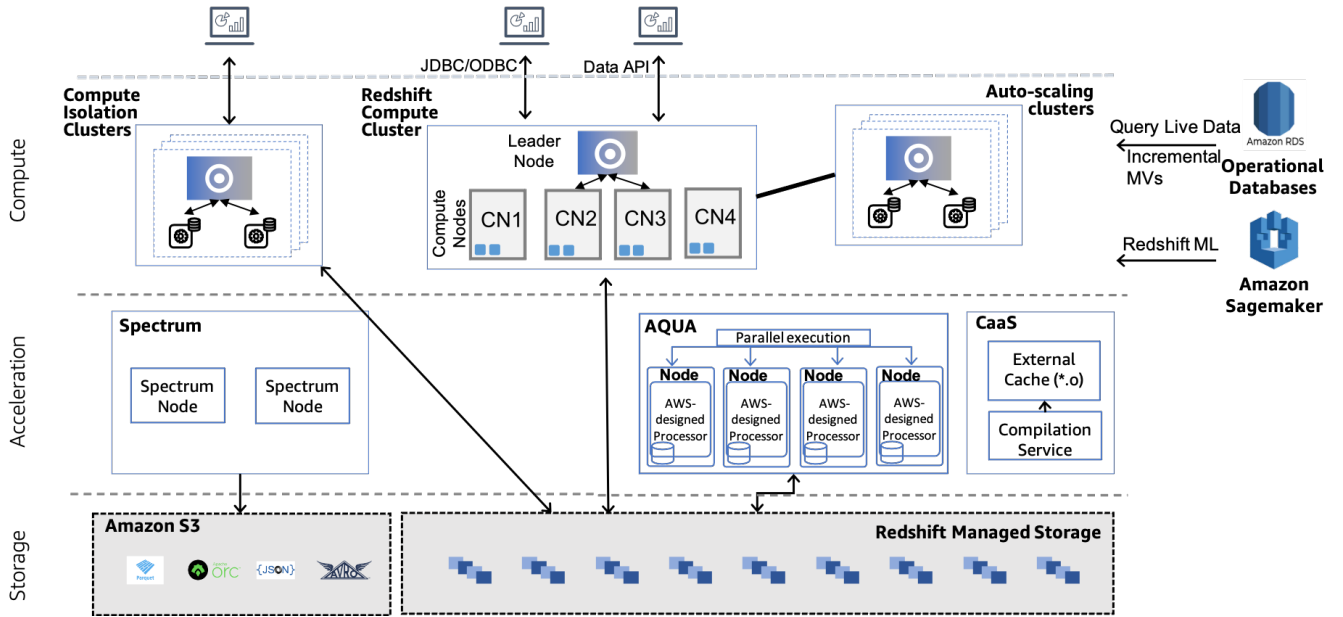 JDBC/ODBC
Data API
Compute
Isolation
Clusters
Redshift
Compute
Cluster
Auto-scaling
clusters
Leader
Node
Compute
Nodes
CN1
CN2
CN3
CN4
Query Live Data
Incremental
MVs
Amazon RDS
Operational
Databases
Redshift ML
Amazon
Sagemaker
Compute
Spectrum
Spectrum
Node
Spectrum
Node
AQUA
Parallel execution
Node
AWS-
designed
Processor
Node
AWS-
designed
Processor
Node
AWS-
designed
Processor
Node
AWS-
designed
Processor
CaaS
External
Cache (*.o)
Compilation
Service
Acceleration
Amazon S3
Parquet
orc
{JSON}
AVRO
Redshift Managed Storage
Storage